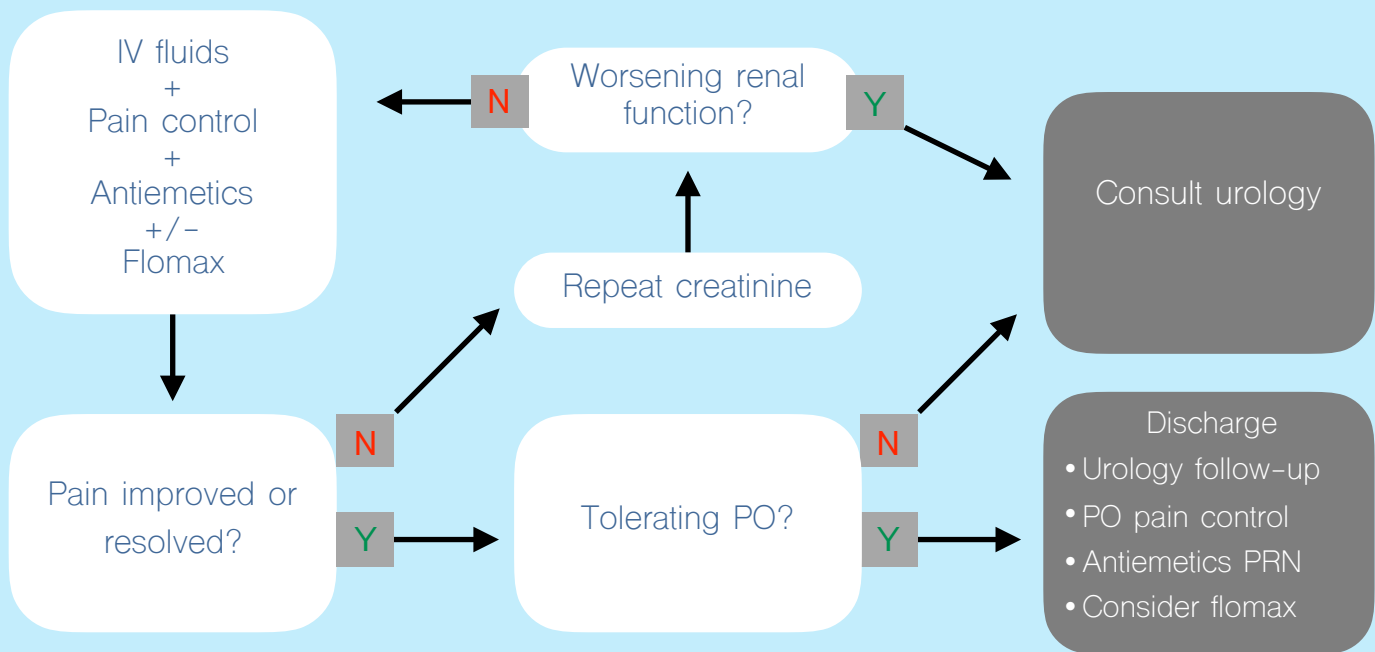 IV fluids
+
Pain control
+
Antiemetics
+/-
Flomax
N
Worsening renal
function?
Y
Consult urology
Repeat creatinine
Pain improved or
resolved?
N
Y
Tolerating PO?
N
Y
Discharge
• Urology follow-up
• PO pain control
• Antiemetics PRN
• Consider flomax